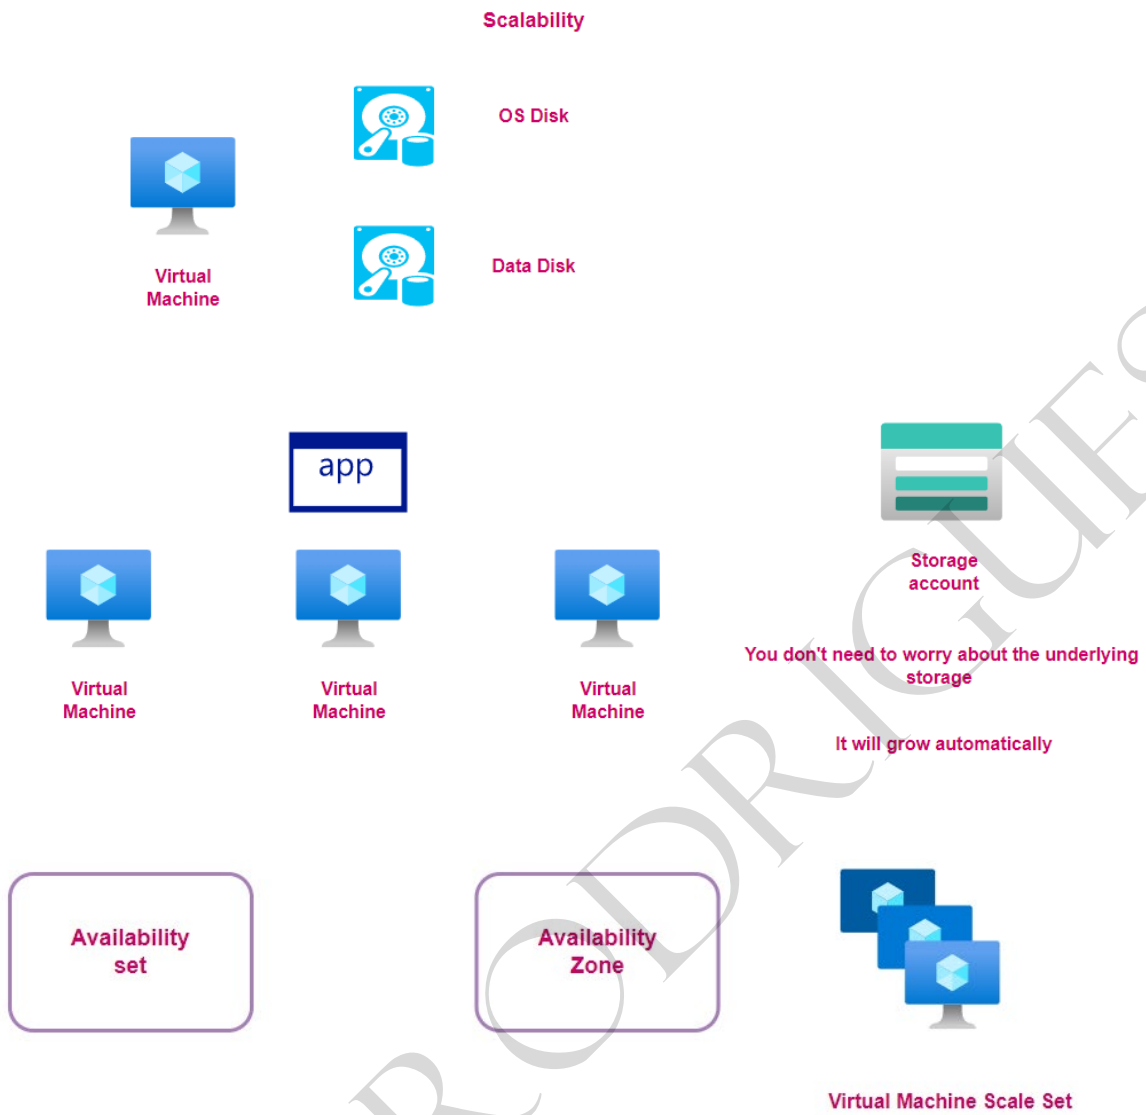 Scalability
OS Disk
Data Disk
Virtual
Machine
app
Storage
account
Virtual
Machine
Virtual
Machine
Virtual
Machine
You don't need to worry about the underlying
storage
It will grow automatically
Availability
set
Availability
Zone
Virtual Machine Scale Set
RODRIGUES